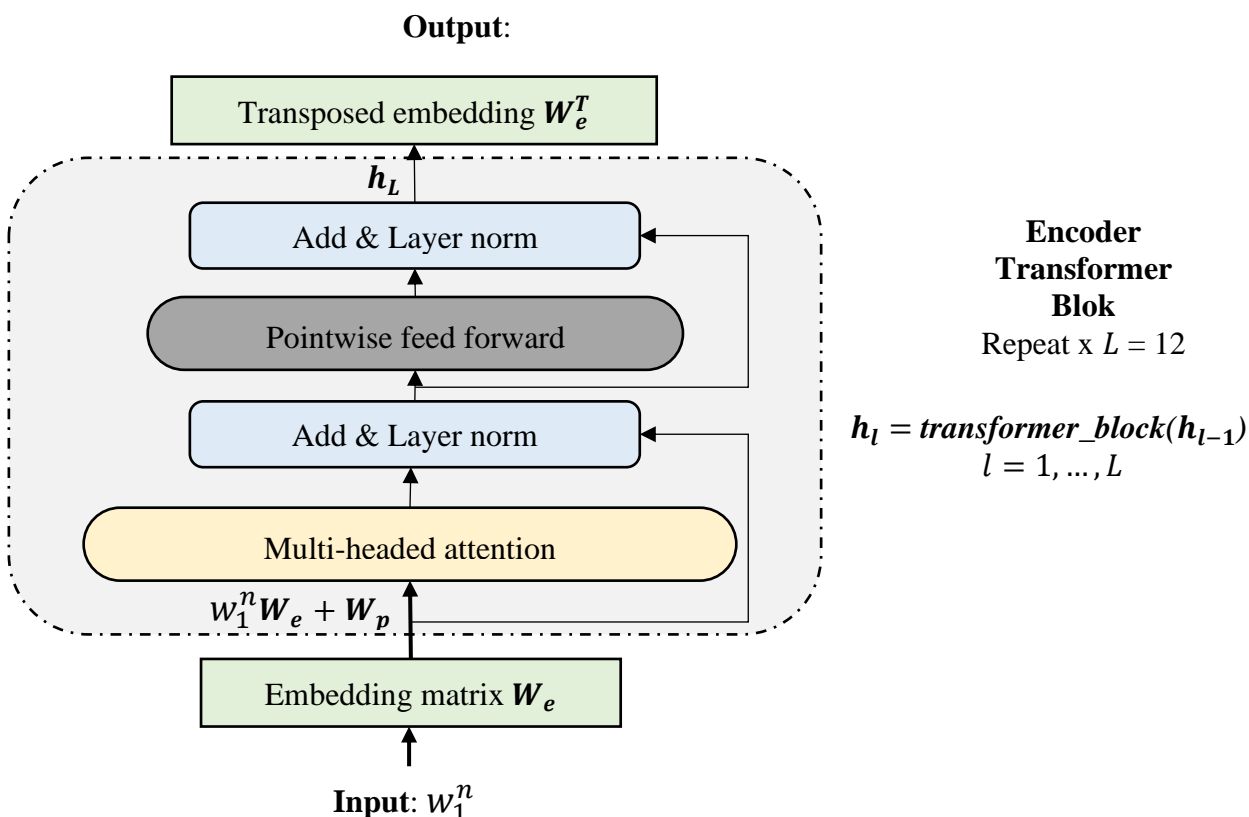 Output:
Transposed embedding W_e^T
h_L
Add & Layer norm
Pointwise feed forward
Add & Layer norm
Multi-headed attention
w_1^n W_e + W_p
Embedding matrix W_e
Input: w_1^n
Encoder
Transformer
Blok
Repeat x L = 12
h_l = transformer_block(h_{l−1})
l = 1, … , L